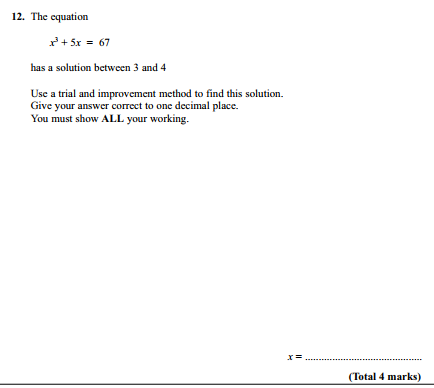 12. The equation
x³ + 5x = 67
has a solution between 3 and 4
Use a trial and improvement method to find this solution.
Give your answer correct to one decimal place.
You must show ALL your working.
x = ..............................................
(Total 4 marks)